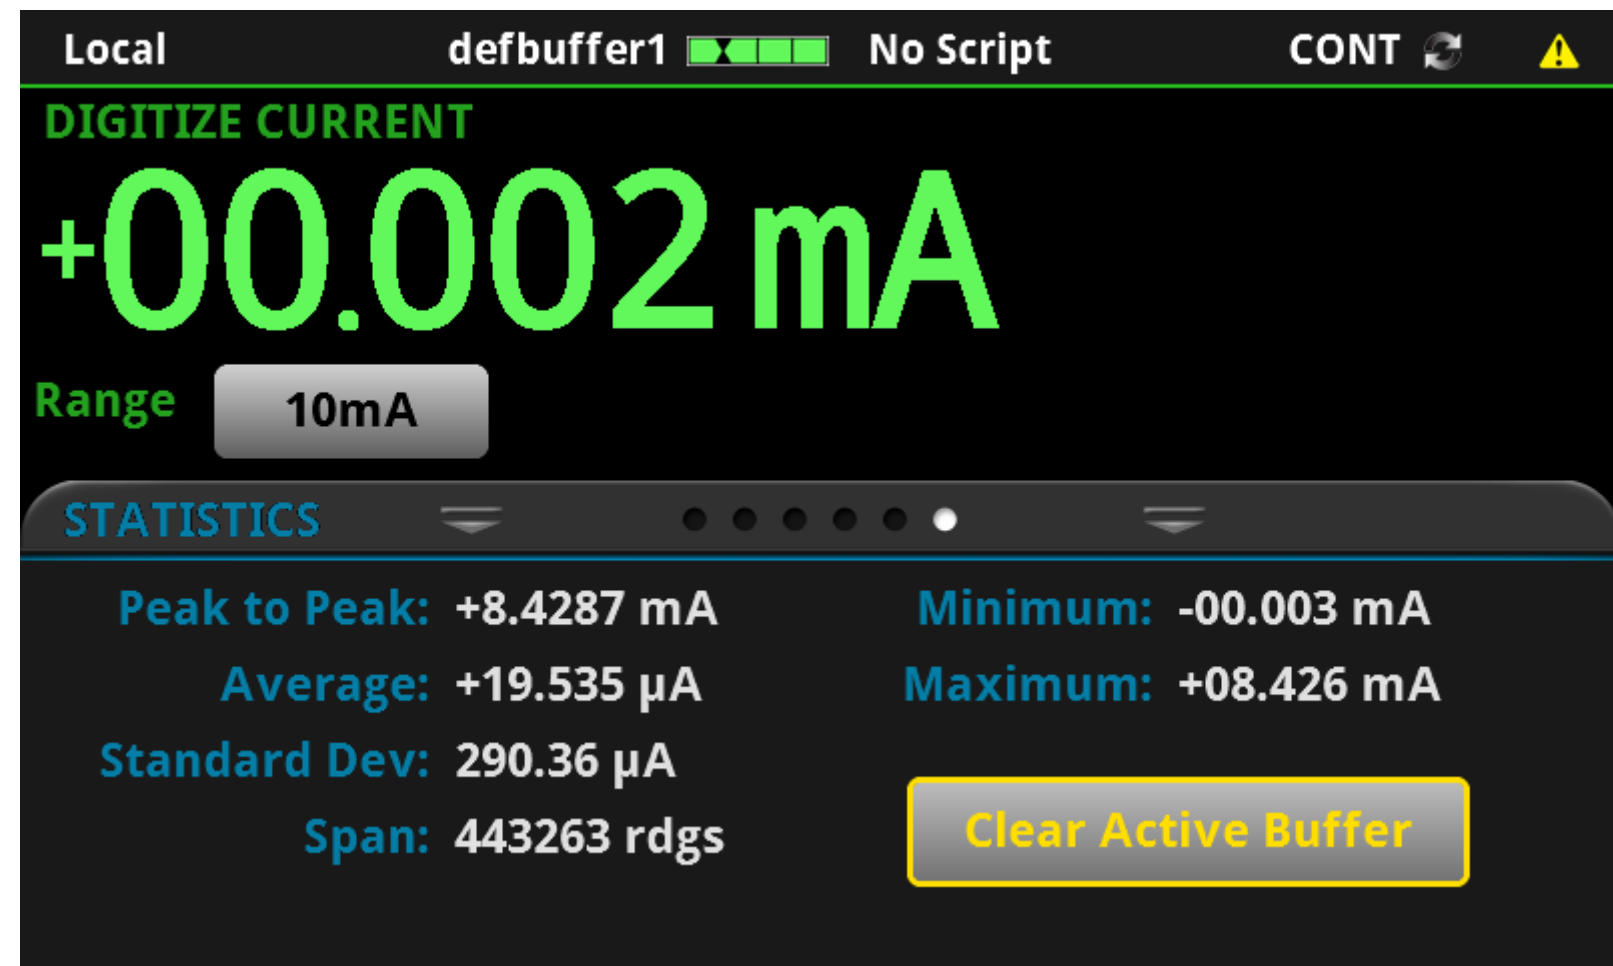 Local defbuffer1 No Script CONT
DIGITIZE CURRENT
+00.002 mA
Range 10mA
STATISTICS
Peak to Peak: +8.4287 mA Minimum: -00.003 mA
Average: +19.535 µA Maximum: +08.426 mA
Standard Dev: 290.36 µA
Span: 443263 rdgs
Clear Active Buffer